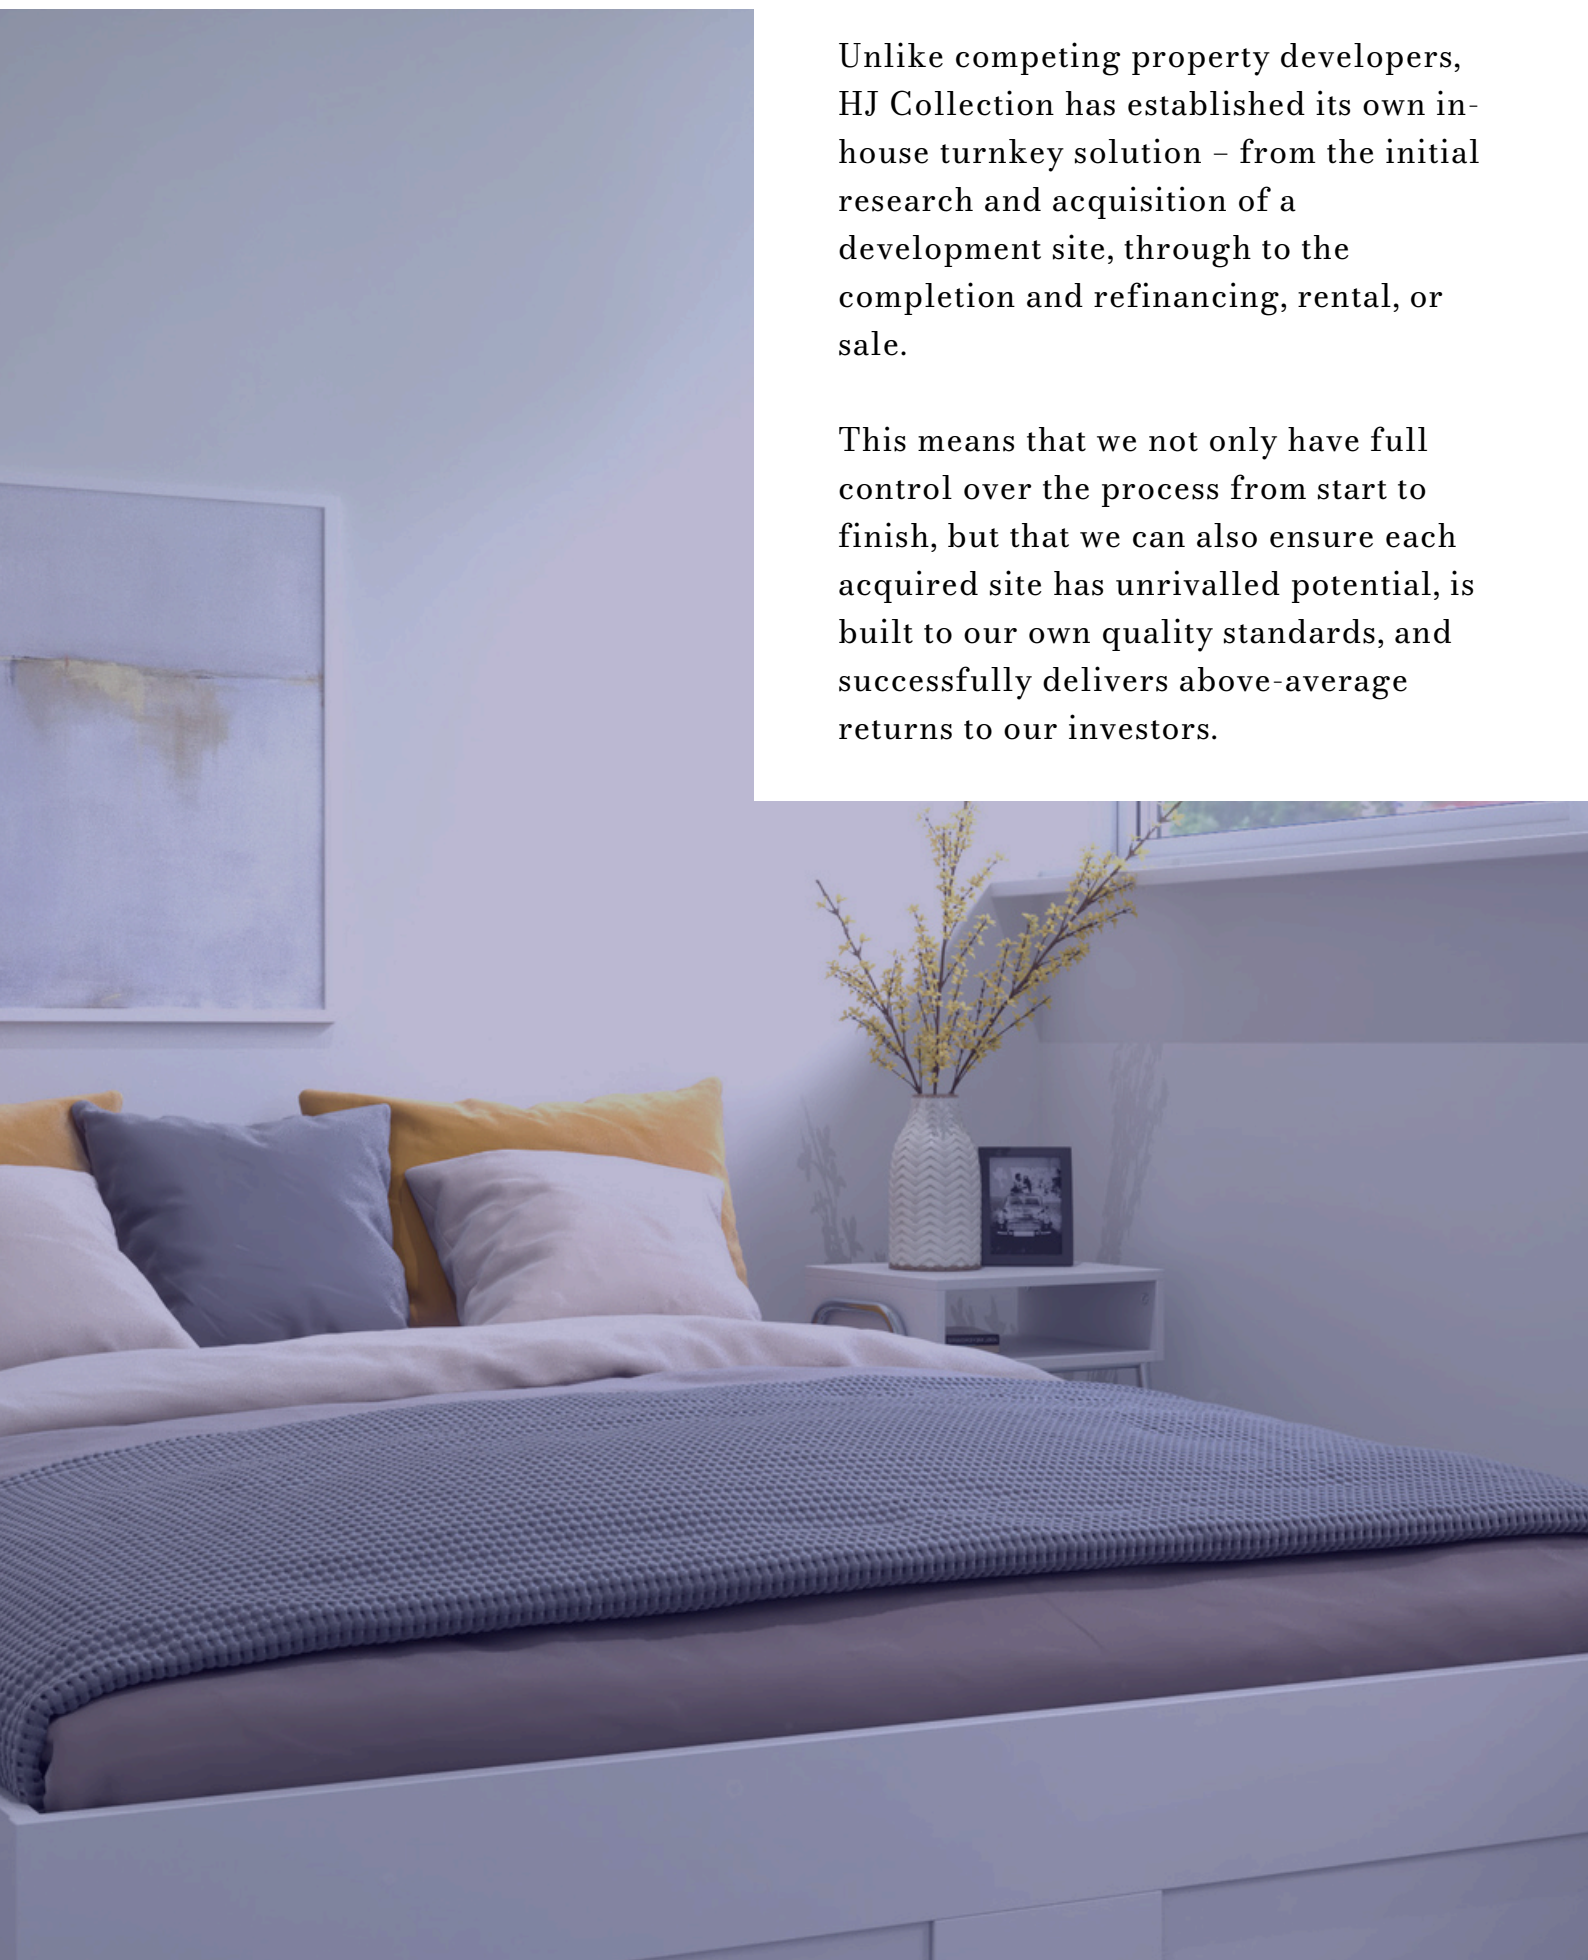 Unlike competing property developers,
HJ Collection has established its own in-
house turnkey solution – from the initial
research and acquisition of a
development site, through to the
completion and refinancing, rental, or
sale.
This means that we not only have full
control over the process from start to
finish, but that we can also ensure each
acquired site has unrivalled potential, is
built to our own quality standards, and
successfully delivers above-average
returns to our investors.